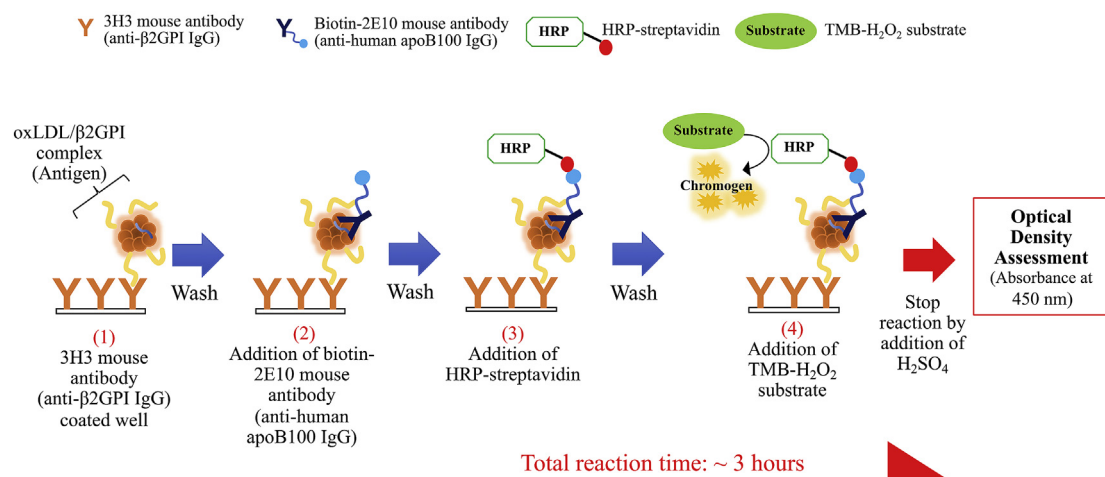 3H3 mouse antibody
(anti-β2GPI IgG)
Biotin-2E10 mouse antibody
(anti-human apoB100 IgG)
HRP
HRP-streptavidin
Substrate
TMB-H₂O₂ substrate
oxLDL/β2GPI
complex
(Antigen)
Wash
Wash
HRP
Substrate
HRP
Chromogen
Optical
Density
Assessment
(Absorbance at
450 nm)
(1)
3H3 mouse
antibody
(anti-β2GPI IgG)
coated well
(2)
Addition of biotin-
2E10 mouse
antibody
(anti-human
apoB100 IgG)
(3)
Addition of
HRP-streptavidin
Wash
(4)
Addition of
TMB-H₂O₂
substrate
Stop
reaction by
addition of
H₂SO₄
Total reaction time: ~ 3 hours